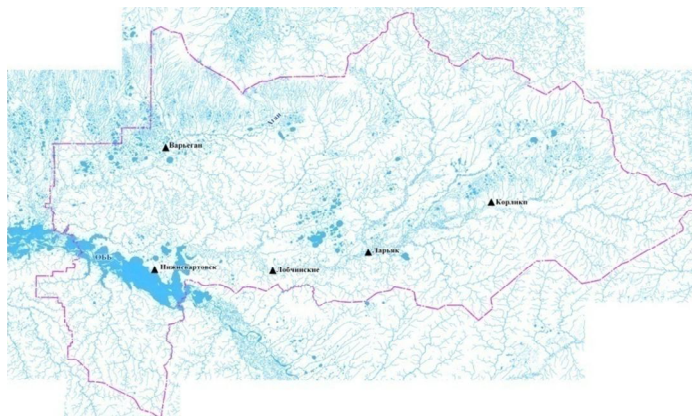 Аган
Варьеган
Корлики
Ларьяк
ОБЬ
Нижневартовск
Лобчинские